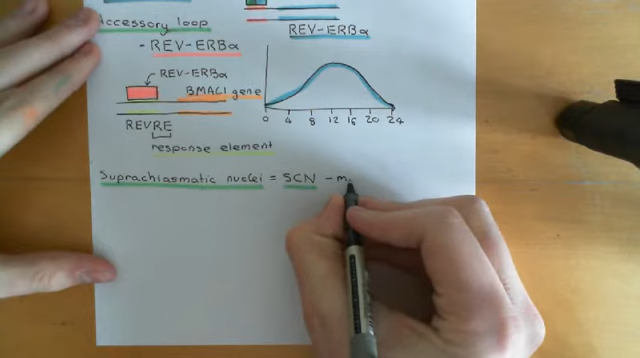 Accessory loop
REV-ERBα
- REV-ERBα
REV-ERBα
BMAL1 gene
REVRE
response element
0 4 8 12 16 20 24
Suprachiasmatic nuclei = SCN - m